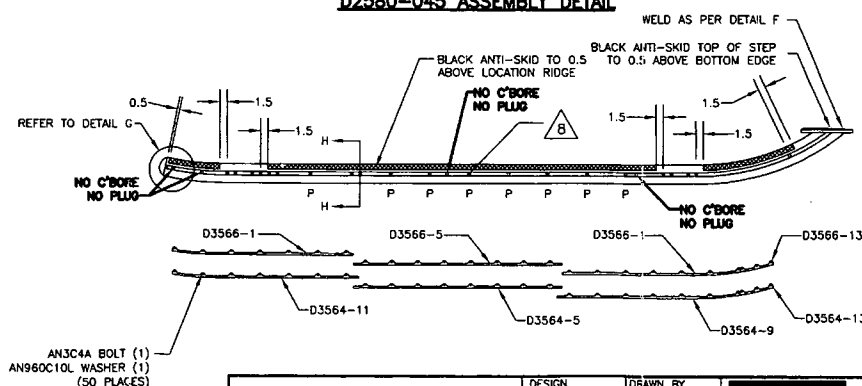 D2580-045 ASSEMBLY DETAIL
WELD AS PER DETAIL F
BLACK ANTI-SKID TO 0.5
ABOVE LOCATION RIDGE
BLACK ANTI-SKID TOP OF STEP
TO 0.5 ABOVE BOTTOM EDGE
0.5
1.5
NO C'BORE
NO PLUG
1.5
1.5
REFER TO DETAIL G
1.5
H
8
1.5
NO C'BORE
NO PLUG
P
H
P P P P P P P
NO C'BORE
NO PLUG
D3566-1
D3566-5
D3566-1
D3566-13
D3564-11
D3564-5
D3564-9
D3564-13
AN3C4A BOLT (1)
AN960C10L WASHER (1)
(50 PLACES)
DESIGN
DRAWN BY